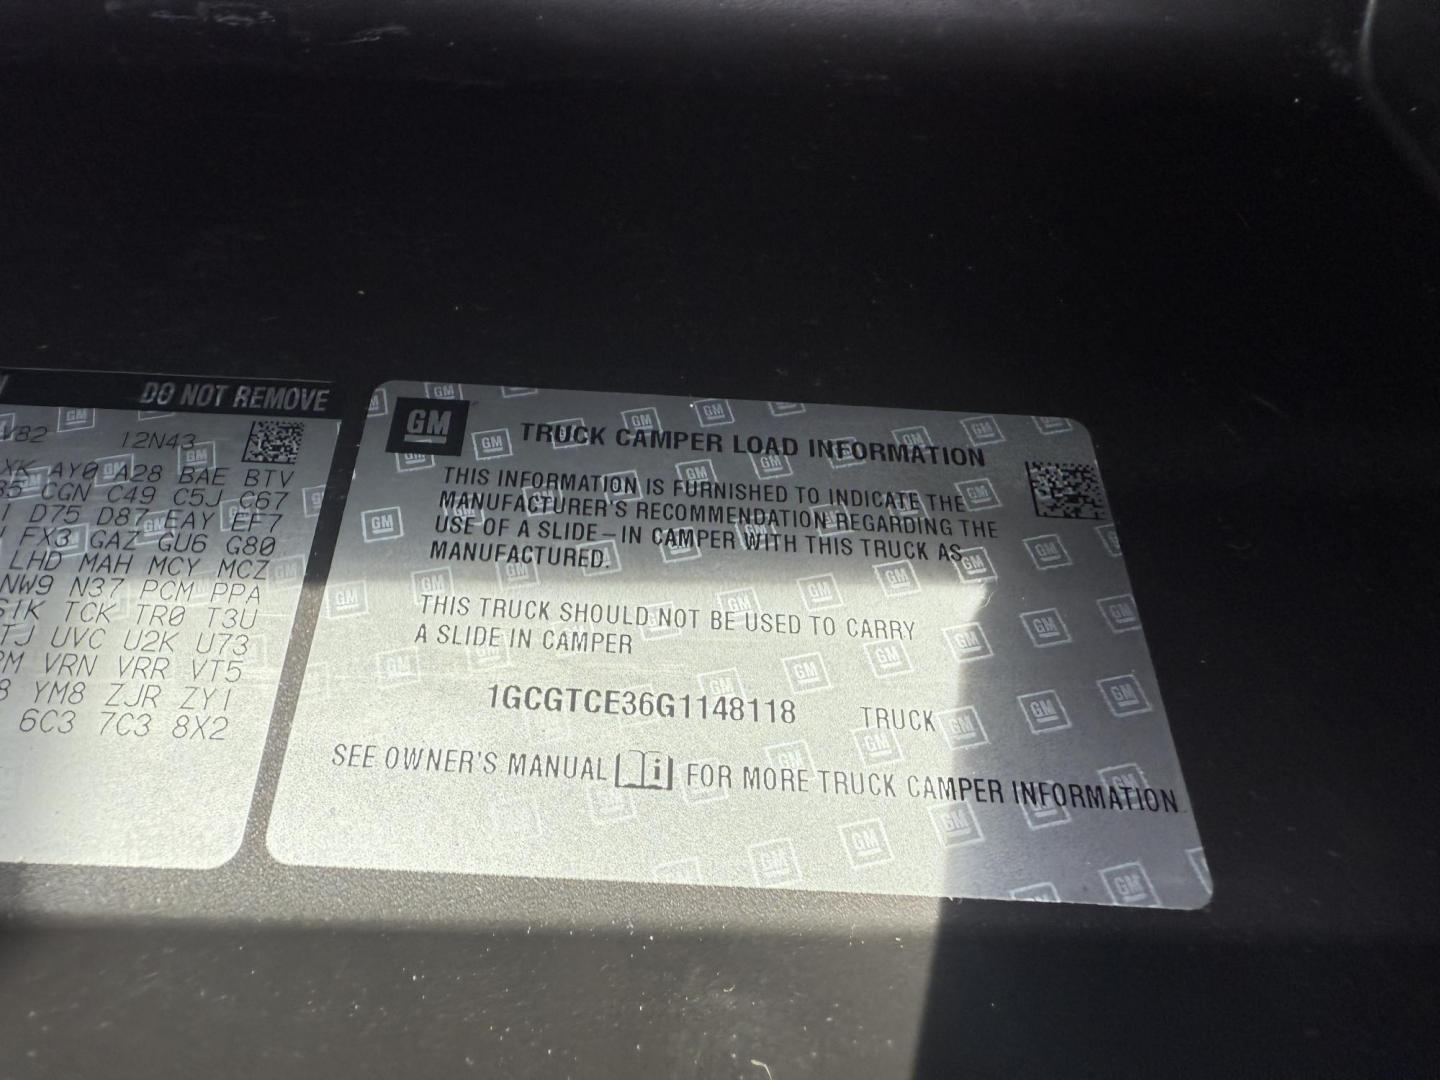 DO NOT REMOVE
V82 12N43
XK AY0 A28 BAE BTV
CGN C49 C5J C67
D75 D87 EAY EF7
FX3 GAZ GU6 G80
LHD MAH MCY MCZ
NW9 N37 PCM PPA
TCK TR0 T3U
TJ UVC U2K U73
VRN VRR VT5
YM8 ZJR ZY1
6C3 7C3 8X2
GM
TRUCK CAMPER LOAD INFORMATION
THIS INFORMATION IS FURNISHED TO INDICATE THE
MANUFACTURER'S RECOMMENDATION REGARDING THE
USE OF A SLIDE–IN CAMPER WITH THIS TRUCK AS
MANUFACTURED.
THIS TRUCK SHOULD NOT BE USED TO CARRY
A SLIDE IN CAMPER
1GCGTCE36G1148118 TRUCK
SEE OWNER'S MANUAL FOR MORE TRUCK CAMPER INFORMATION